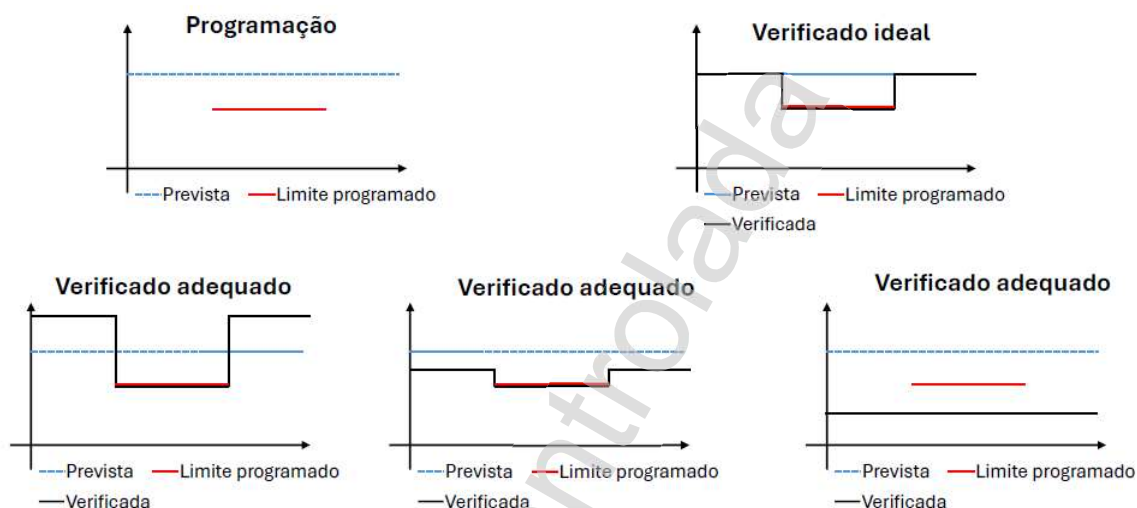 Programação
Prevista Limite programado
Verificado ideal
Prevista Limite programado
Verificada
Verificado adequado
Prevista Limite programado
Verificada
Verificado adequado
Prevista Limite programado
Verificada
Verificado adequado
Prevista Limite programado
Verificada
ntrolada